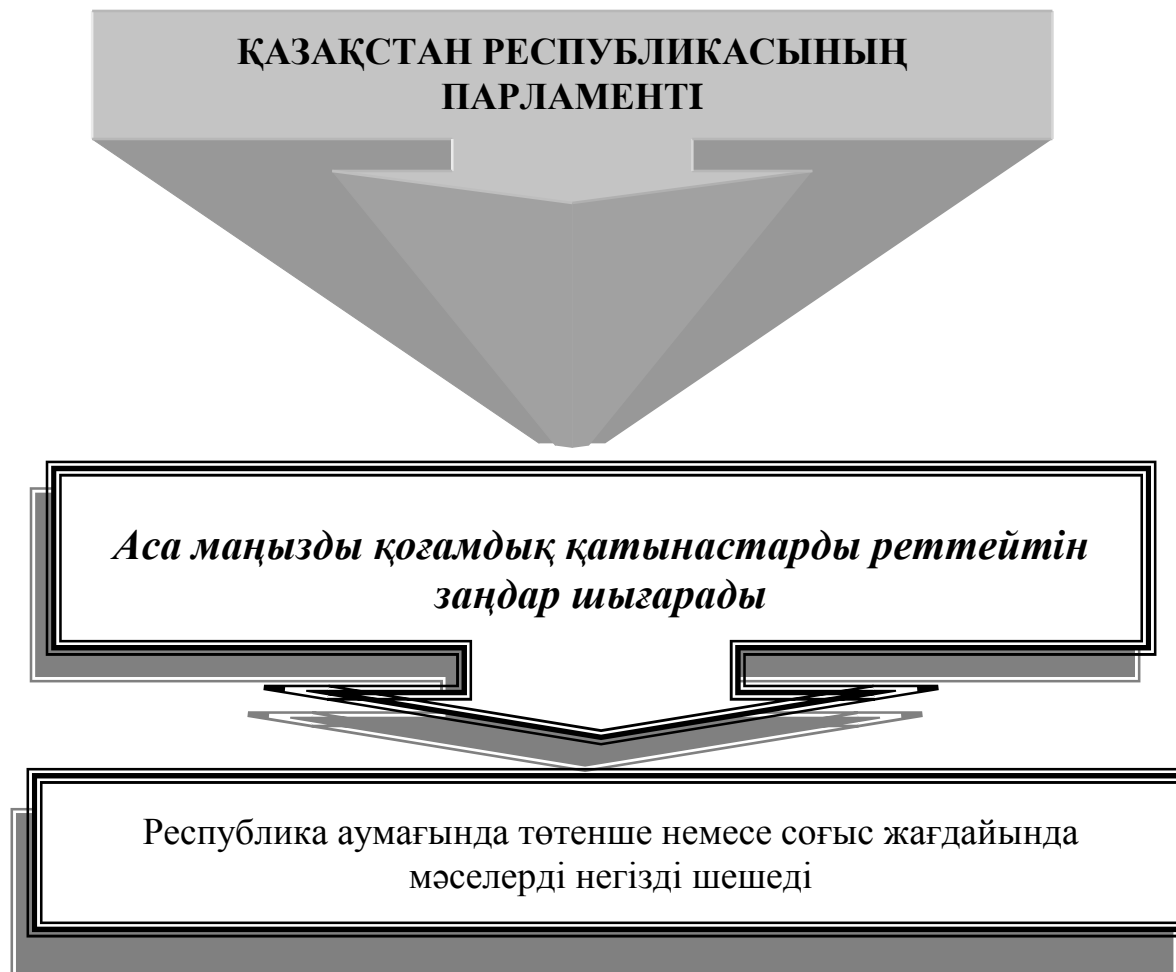 ҚАЗАҚСТАН РЕСПУБЛИКАСЫНЫҢ
ПАРЛАМЕНТІ
Аса маңызды қоғамдық қатынастарды реттейтін
заңдар шығарады
Республика аумағында төтенше немесе соғыс жағдайында
мәселерді негізді шешеді